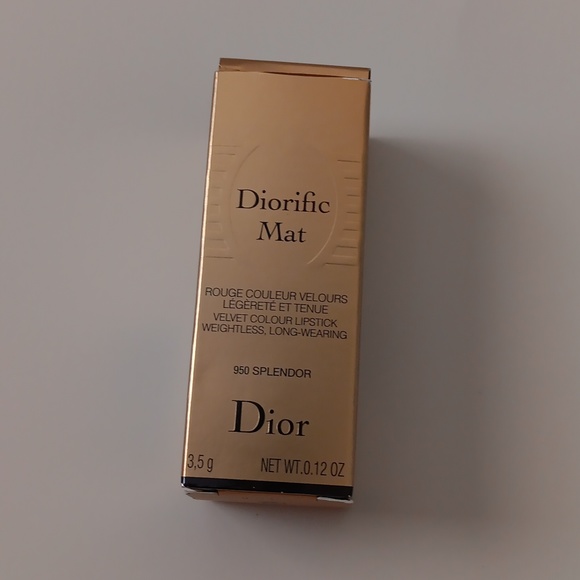 Diorific
Mat
ROUGE COULEUR VELOURS
LÉGÈRETÉ ET TENUE
VELVET COLOUR LIPSTICK
WEIGHTLESS, LONG-WEARING
950 SPLENDOR
Dior
3,5 g NET WT.0.12 OZ